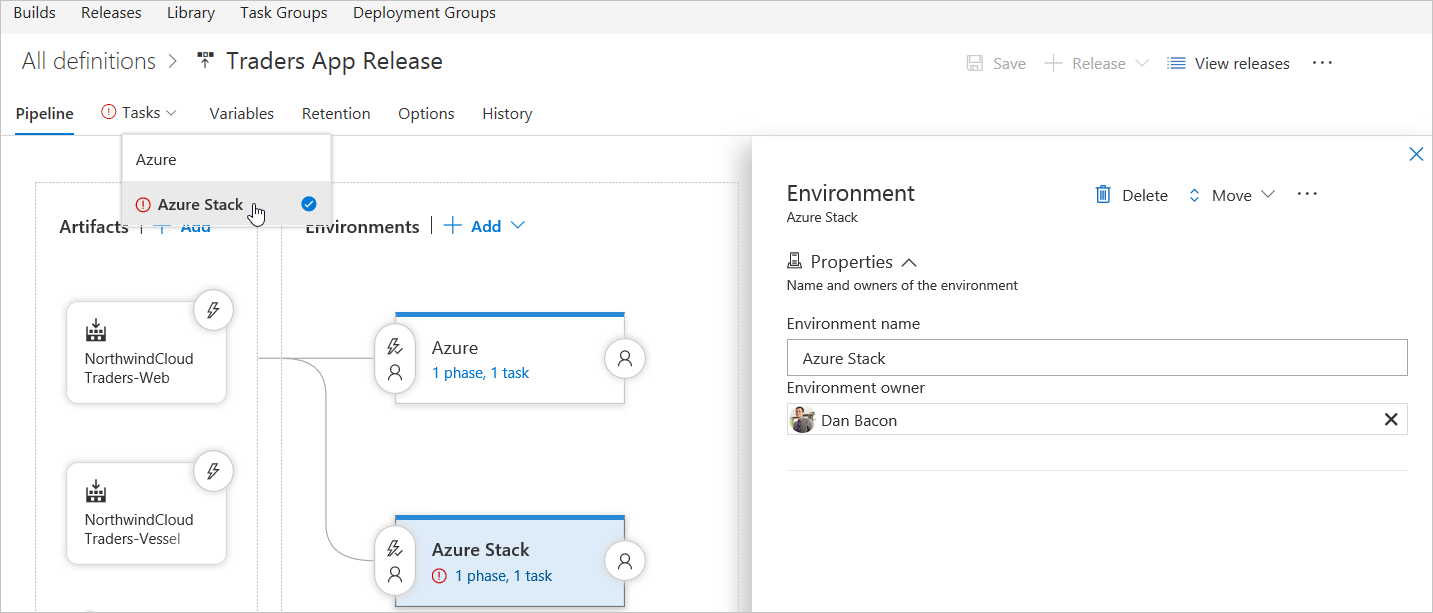 Builds Releases Library Task Groups Deployment Groups
All definitions > Traders App Release
Save Release View releases ...
Pipeline Tasks Variables Retention Options History
Azure
Azure Stack
Artifacts | + Add
Environments | + Add
NorthwindCloud
Traders-Web
Azure
1 phase, 1 task
NorthwindCloud
Traders-Vessel
Azure Stack
1 phase, 1 task
Environment
Azure Stack
Delete Move ...
Properties
Name and owners of the environment
Environment name
Azure Stack
Environment owner
Dan Bacon